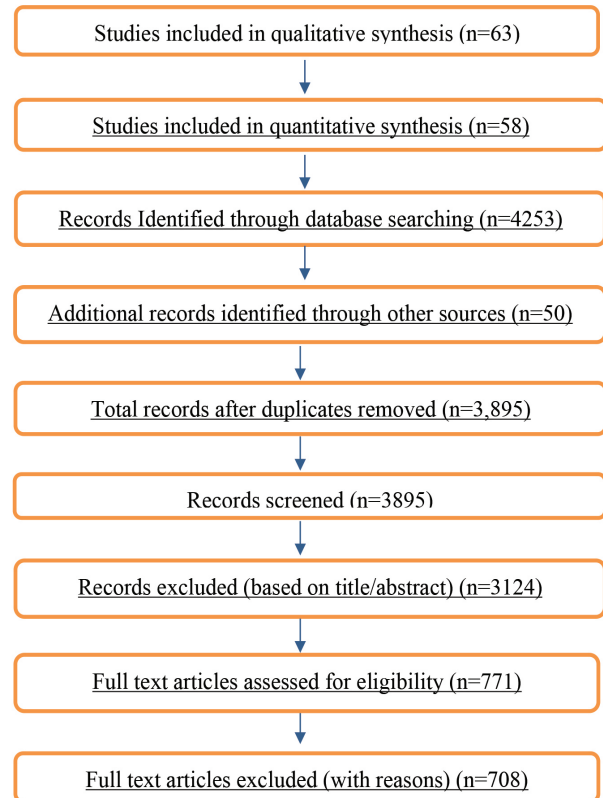 Studies included in qualitative synthesis (n=63)
Studies included in quantitative synthesis (n=58)
Records Identified through database searching (n=4253)
Additional records identified through other sources (n=50)
Total records after duplicates removed (n=3,895)
Records screened (n=3895)
Records excluded (based on title/abstract) (n=3124)
Full text articles assessed for eligibility (n=771)
Full text articles excluded (with reasons) (n=708)